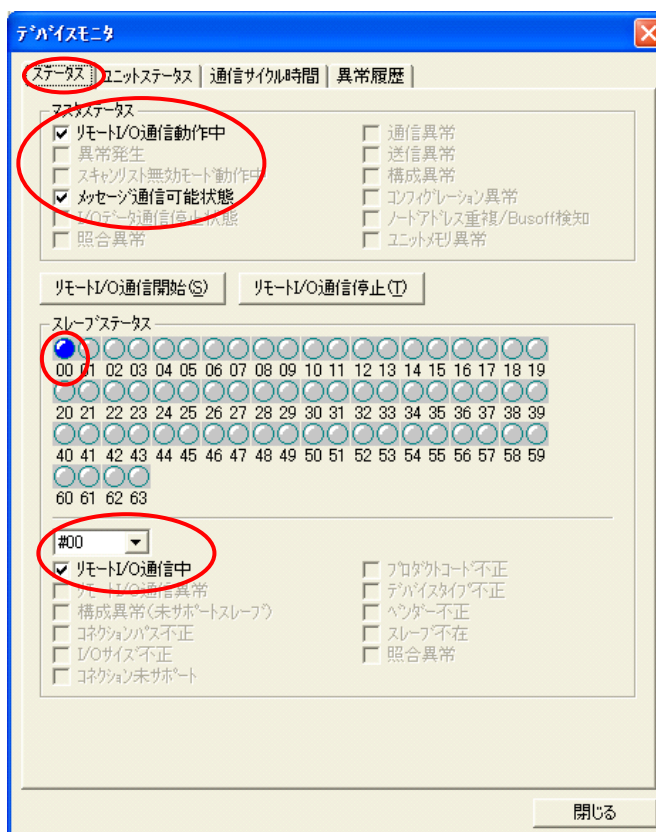 デバイスモニタ
ステータス ユニットステータス 通信サイクル時間 異常履歴
マスタステータス
リモートI/O通信動作中 通信異常
異常発生 送信異常
スキャンリスト無効モード動作中 構成異常
メッセージ通信可能状態 コンフィグレーション異常
I/Oデータ通信停止状態 ノードアドレス重複/Busoff検知
照合異常 ユニットメモリ異常
リモートI/O通信開始(S) リモートI/O通信停止(T)
スレーブステータス
00 01 02 03 04 05 06 07 08 09 10 11 12 13 14 15 16 17 18 19
20 21 22 23 24 25 26 27 28 29 30 31 32 33 34 35 36 37 38 39
40 41 42 43 44 45 46 47 48 49 50 51 52 53 54 55 56 57 58 59
60 61 62 63
#00
リモートI/O通信中 プロダクトコード不正
リモートI/O通信異常 デバイスタイプ不正
構成異常(未サポートスレーブ) ベンダー不正
コネクションパス不正 スレーブ不在
I/Oサイズ不正 照合異常
コネクション未サポート
閉じる